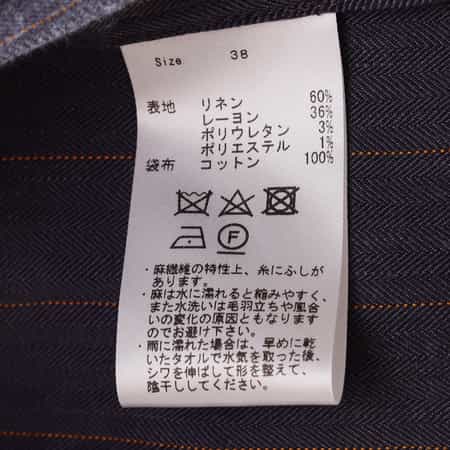 Size 38
表地 リネン 60%
レーヨン 36%
ポリウレタン 3%
ポリエステル 1%
袋布 コットン 100%
F
・麻繊維の特性上、糸にふしが
あります。
・麻は水に濡れると縮みやすく、
また水洗いは毛羽立ちや風合
いの変化の原因ともなります
のでお避け下さい。
・雨に濡れた場合は、早めに乾
いたタオルで水気を取った後、
シワを伸ばして形を整えて、
陰干ししてください。